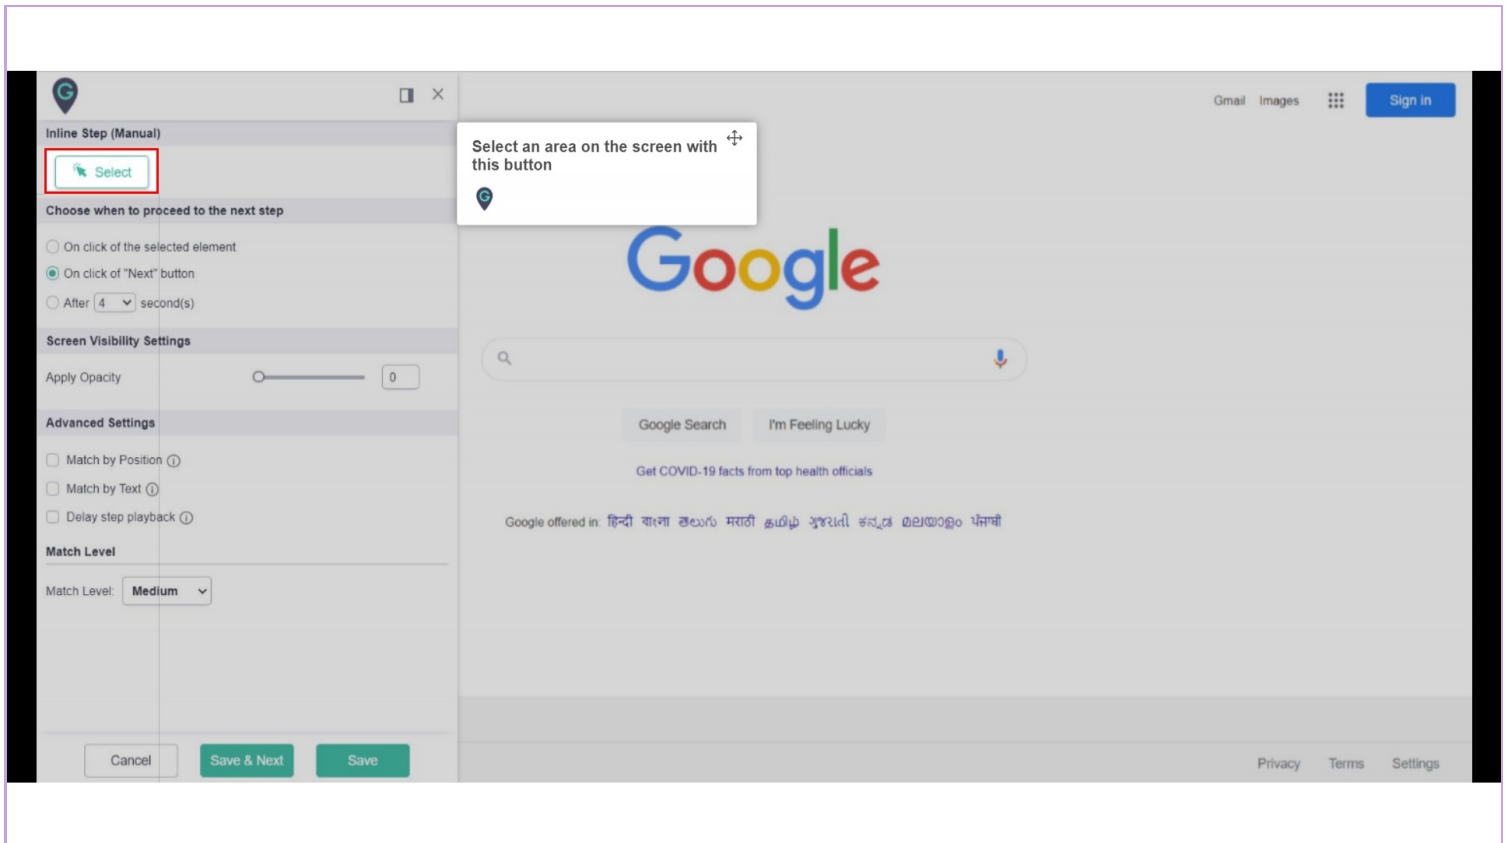 G
Inline Step (Manual)
Select
Choose when to proceed to the next step
On click of the selected element
On click of "Next" button
After 4 second(s)
Screen Visibility Settings
Apply Opacity 0
Advanced Settings
Match by Position
Match by Text
Delay step playback
Match Level
Match Level: Medium
Cancel Save & Next Save
Select an area on the screen with
this button
G
Gmail Images Sign in
Google
Google Search I'm Feeling Lucky
Get COVID-19 facts from top health officials
Google offered in: हिन्दी বাংলা తెలుగు मराठी தமிழ் ગુજરાતી ಕನ್ನಡ മലയാളം ਪੰਜਾਬੀ
Privacy Terms Settings